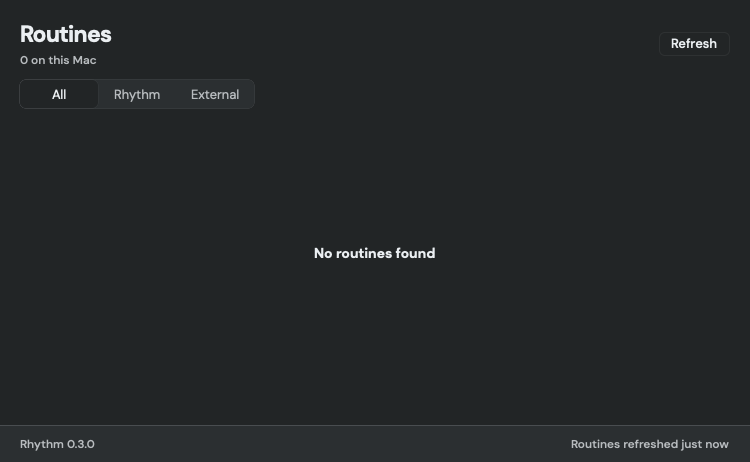 Routines
0 on this Mac
Refresh
All Rhythm External
No routines found
Rhythm 0.3.0 Routines refreshed just now